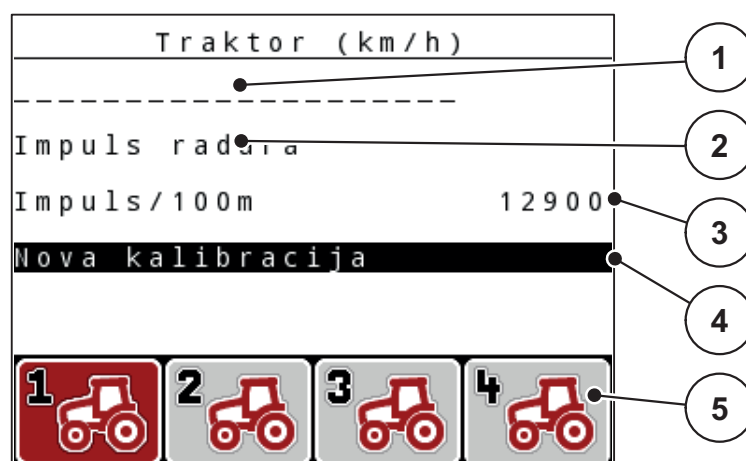 Traktor (km/h)
1
_ _ _ _ _ _ _ _ _ _ _ _ _ _ _ _ _ _ _ _
Impuls radara
2
Impuls/100m 12900
3
Nova kalibracija
4
1 2 3 4
5